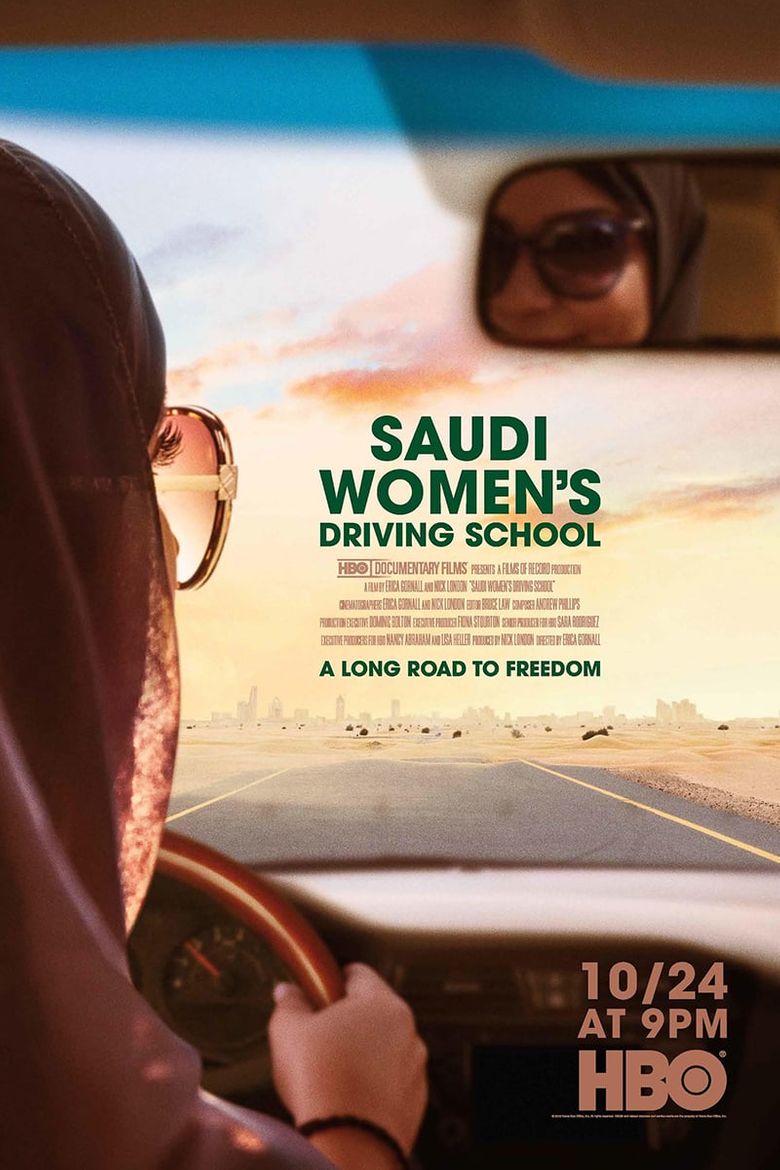 SAUDI
WOMEN'S
DRIVING SCHOOL
HBO DOCUMENTARY FILMS PRESENTS A FILMS OF RECORD PRODUCTION
A FILM BY ERICA GORNALL AND NICK LONDON "SAUDI WOMEN'S DRIVING SCHOOL"
CINEMATOGRAPHERS ERICA GORNALL AND NICK LONDON EDITOR BRUCE LAW COMPOSER ANDREW PHILLIPS
PRODUCTION EXECUTIVE DOMINIC BOLTON EXECUTIVE PRODUCER FIONA STOURTON SENIOR PRODUCER FOR HBO SARA RODRIGUEZ
EXECUTIVE PRODUCERS FOR HBO NANCY ABRAHAM AND LISA HELLER PRODUCED BY NICK LONDON DIRECTED BY ERICA GORNALL
A LONG ROAD TO FREEDOM
10/24
AT 9PM
HBO®